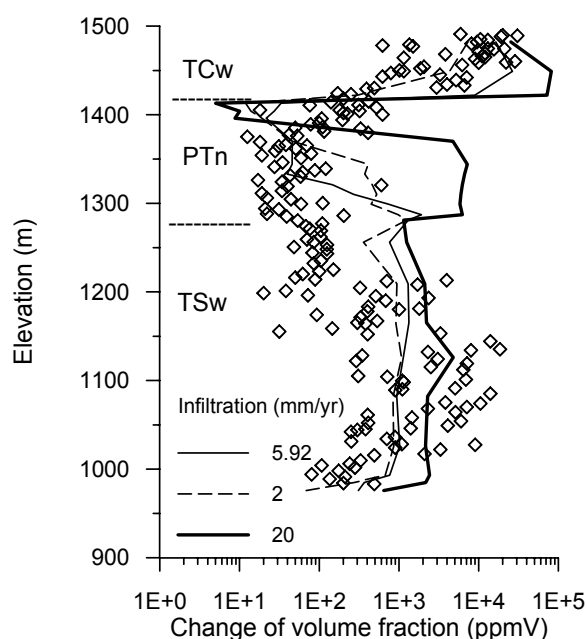 1500
1400
1300
1200
1100
1000
900
Elevation (m)
TCw
PTn
TSw
Infiltration (mm/yr)
5.92
2
20
1E+0 1E+1 1E+2 1E+3 1E+4 1E+5
Change of volume fraction (ppmV)